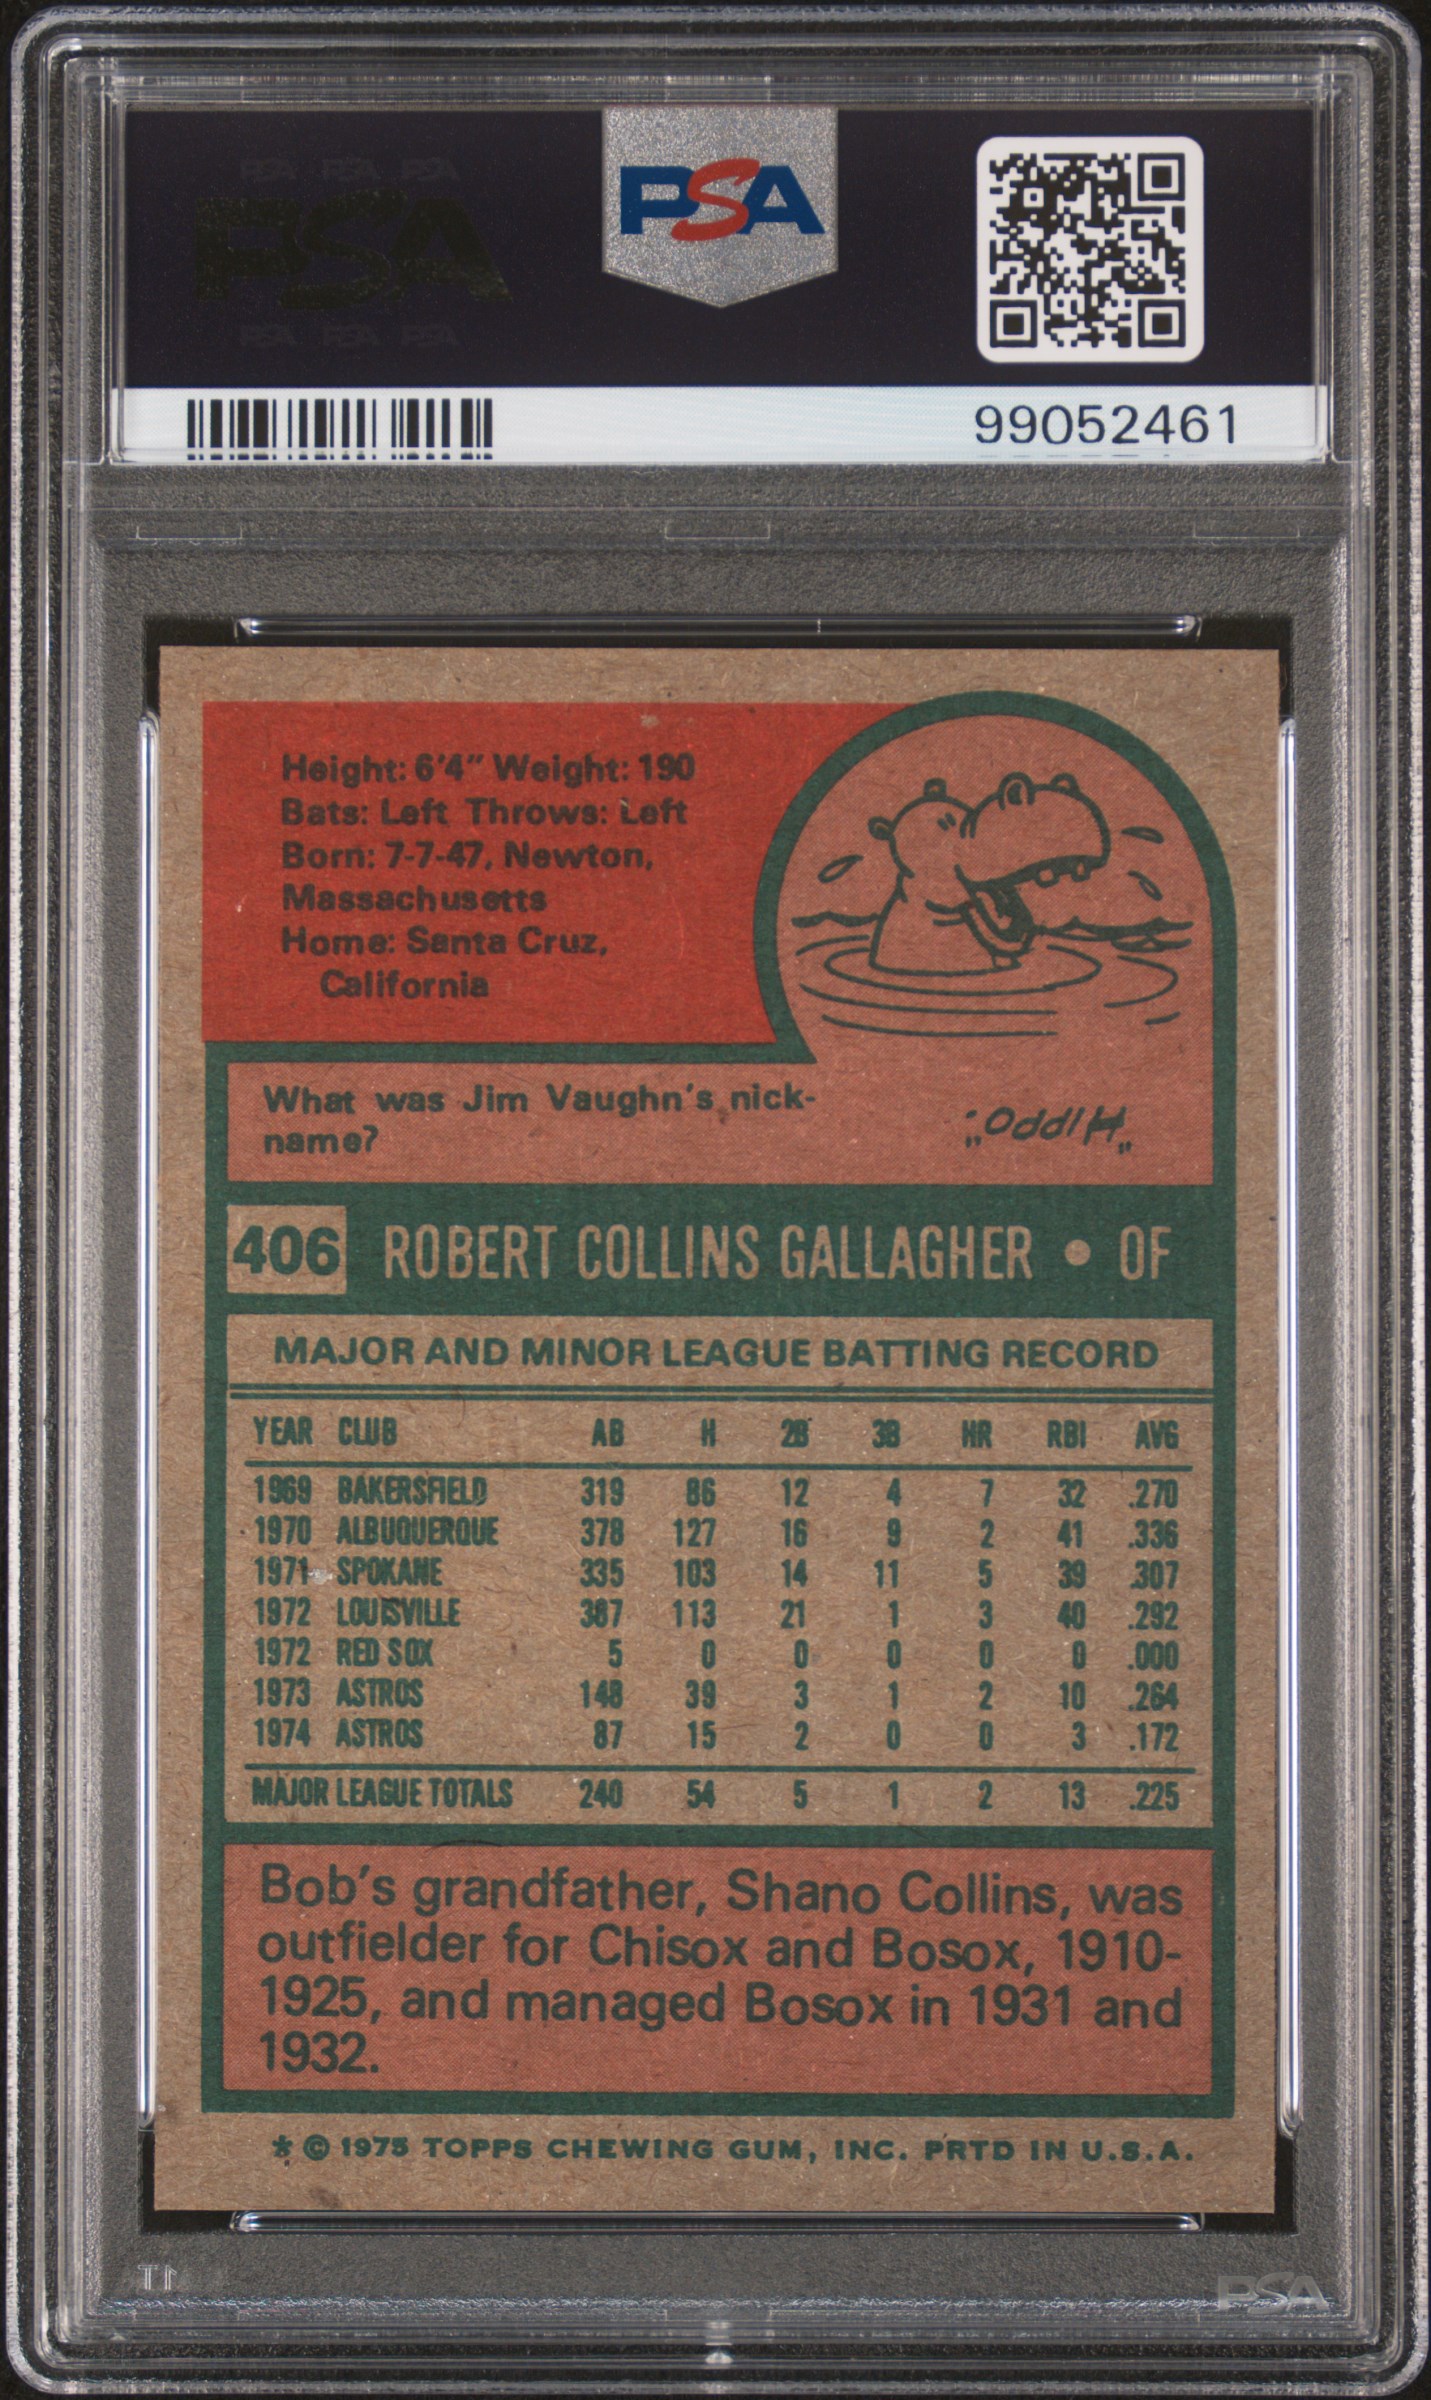 PSA PSA PSA
PSA
PSA PSA PSA
PSA
99052461
Height: 6'4" Weight: 190
Bats: Left Throws: Left
Born: 7-7-47, Newton,
Massachusetts
Home: Santa Cruz,
California
What was Jim Vaughn's nick-
name?
"Hippo."
406 ROBERT COLLINS GALLAGHER • OF
MAJOR AND MINOR LEAGUE BATTING RECORD
YEAR CLUB AB H 2B 3B HR RBI AVG
1969 BAKERSFIELD 319 86 12 4 7 32 .270
1970 ALBUQUERQUE 378 127 16 9 2 41 .336
1971 SPOKANE 335 103 14 11 5 39 .307
1972 LOUISVILLE 387 113 21 1 3 40 .292
1972 RED SOX 5 0 0 0 0 0 .000
1973 ASTROS 148 39 3 1 2 10 .264
1974 ASTROS 87 15 2 0 0 3 .172
MAJOR LEAGUE TOTALS 240 54 5 1 2 13 .225
Bob's grandfather, Shano Collins, was
outfielder for Chisox and Bosox, 1910-
1925, and managed Bosox in 1931 and
1932.
* © 1975 TOPPS CHEWING GUM, INC. PRTD IN U.S.A.
PSA